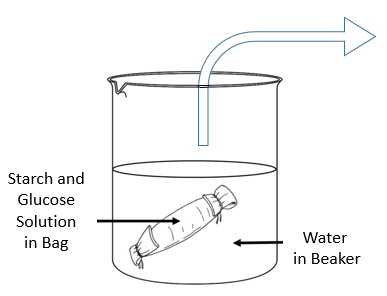 Starch and
Glucose
Solution
in Bag
Water
in Beaker